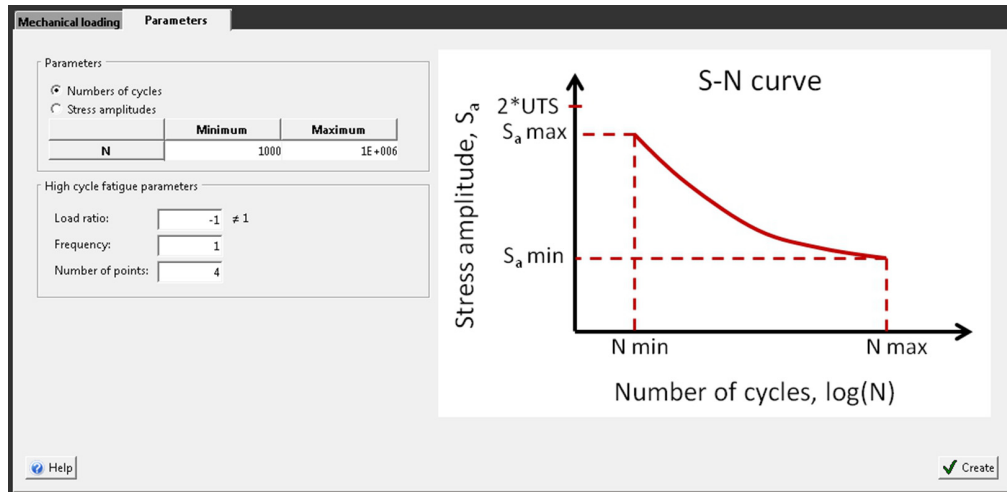 Mechanical loading
Parameters
Parameters
Numbers of cycles
Stress amplitudes
Minimum Maximum
N 1000 1E+006
High cycle fatigue parameters
Load ratio: -1 ≠ 1
Frequency: 1
Number of points: 4
S-N curve
Stress amplitude, Sa
2*UTS
Sa max
Sa min
N min N max
Number of cycles, log(N)
Help
Create